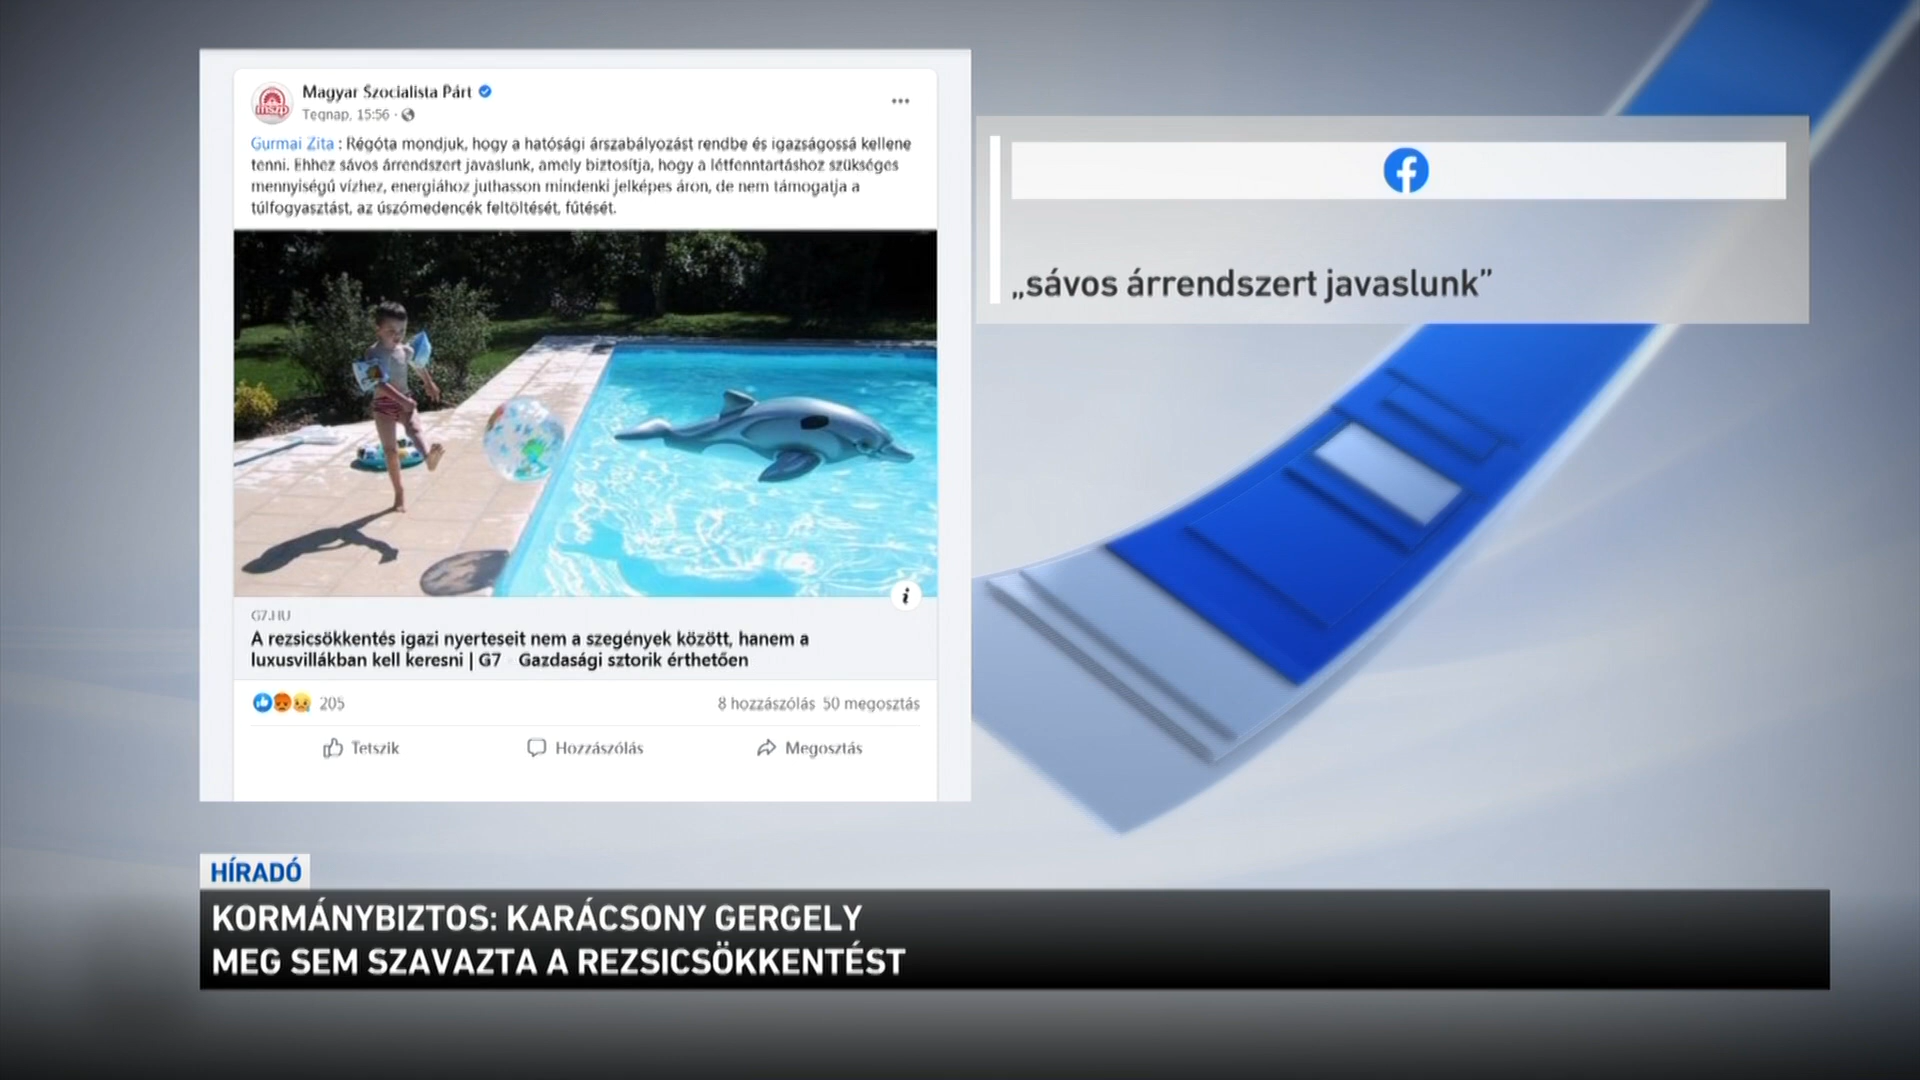 Magyar Szocialista Párt
Tegnap, 15:56 ·
mszp
Gurmai Zita : Régóta mondjuk, hogy a hatósági árszabályozást rendbe és igazságossá kellene
tenni. Ehhez sávos árrendszert javaslunk, amely biztosítja, hogy a létfenntartáshoz szükséges
mennyiségű vízhez, energiához juthasson mindenki jelképes áron, de nem támogatja a
túlfogyasztást, az úszómedencék feltöltését, fűtését.
G7.HU
A rezsicsökkentés igazi nyerteseit nem a szegények között, hanem a
luxusvillákban kell keresni | G7 Gazdasági sztorik érthetően
205
8 hozzászólás 50 megosztás
Tetszik Hozzászólás Megosztás
„sávos árrendszert javaslunk”
HÍRADÓ
KORMÁNYBIZTOS: KARÁCSONY GERGELY
MEG SEM SZAVAZTA A REZSICSÖKKENTÉST